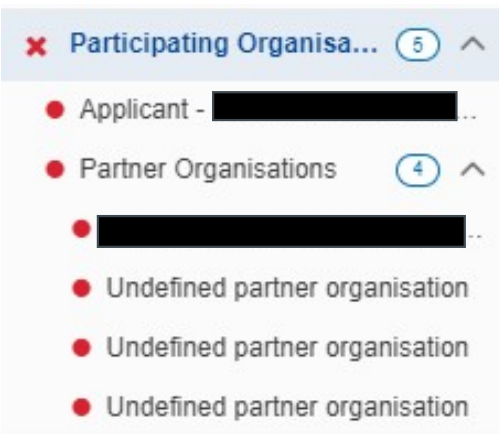 Participating Organisa... 5
Applicant - ...
Partner Organisations 4
..
Undefined partner organisation
Undefined partner organisation
Undefined partner organisation